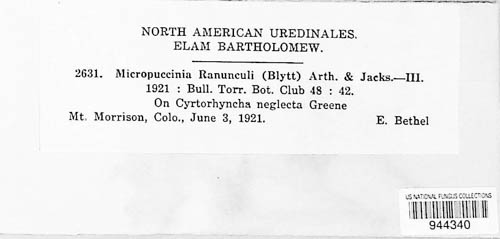 NORTH AMERICAN UREDINALES.
ELAM BARTHOLOMEW.
2631. Micropuccinia Ranunculi (Blytt) Arth. & Jacks.—III.
1921 : Bull. Torr. Bot. Club 48 : 42.
On Cyrtorhyncha neglecta Greene
Mt. Morrison, Colo., June 3, 1921. E. Bethel
US NATIONAL FUNGUS COLLECTIONS
944340